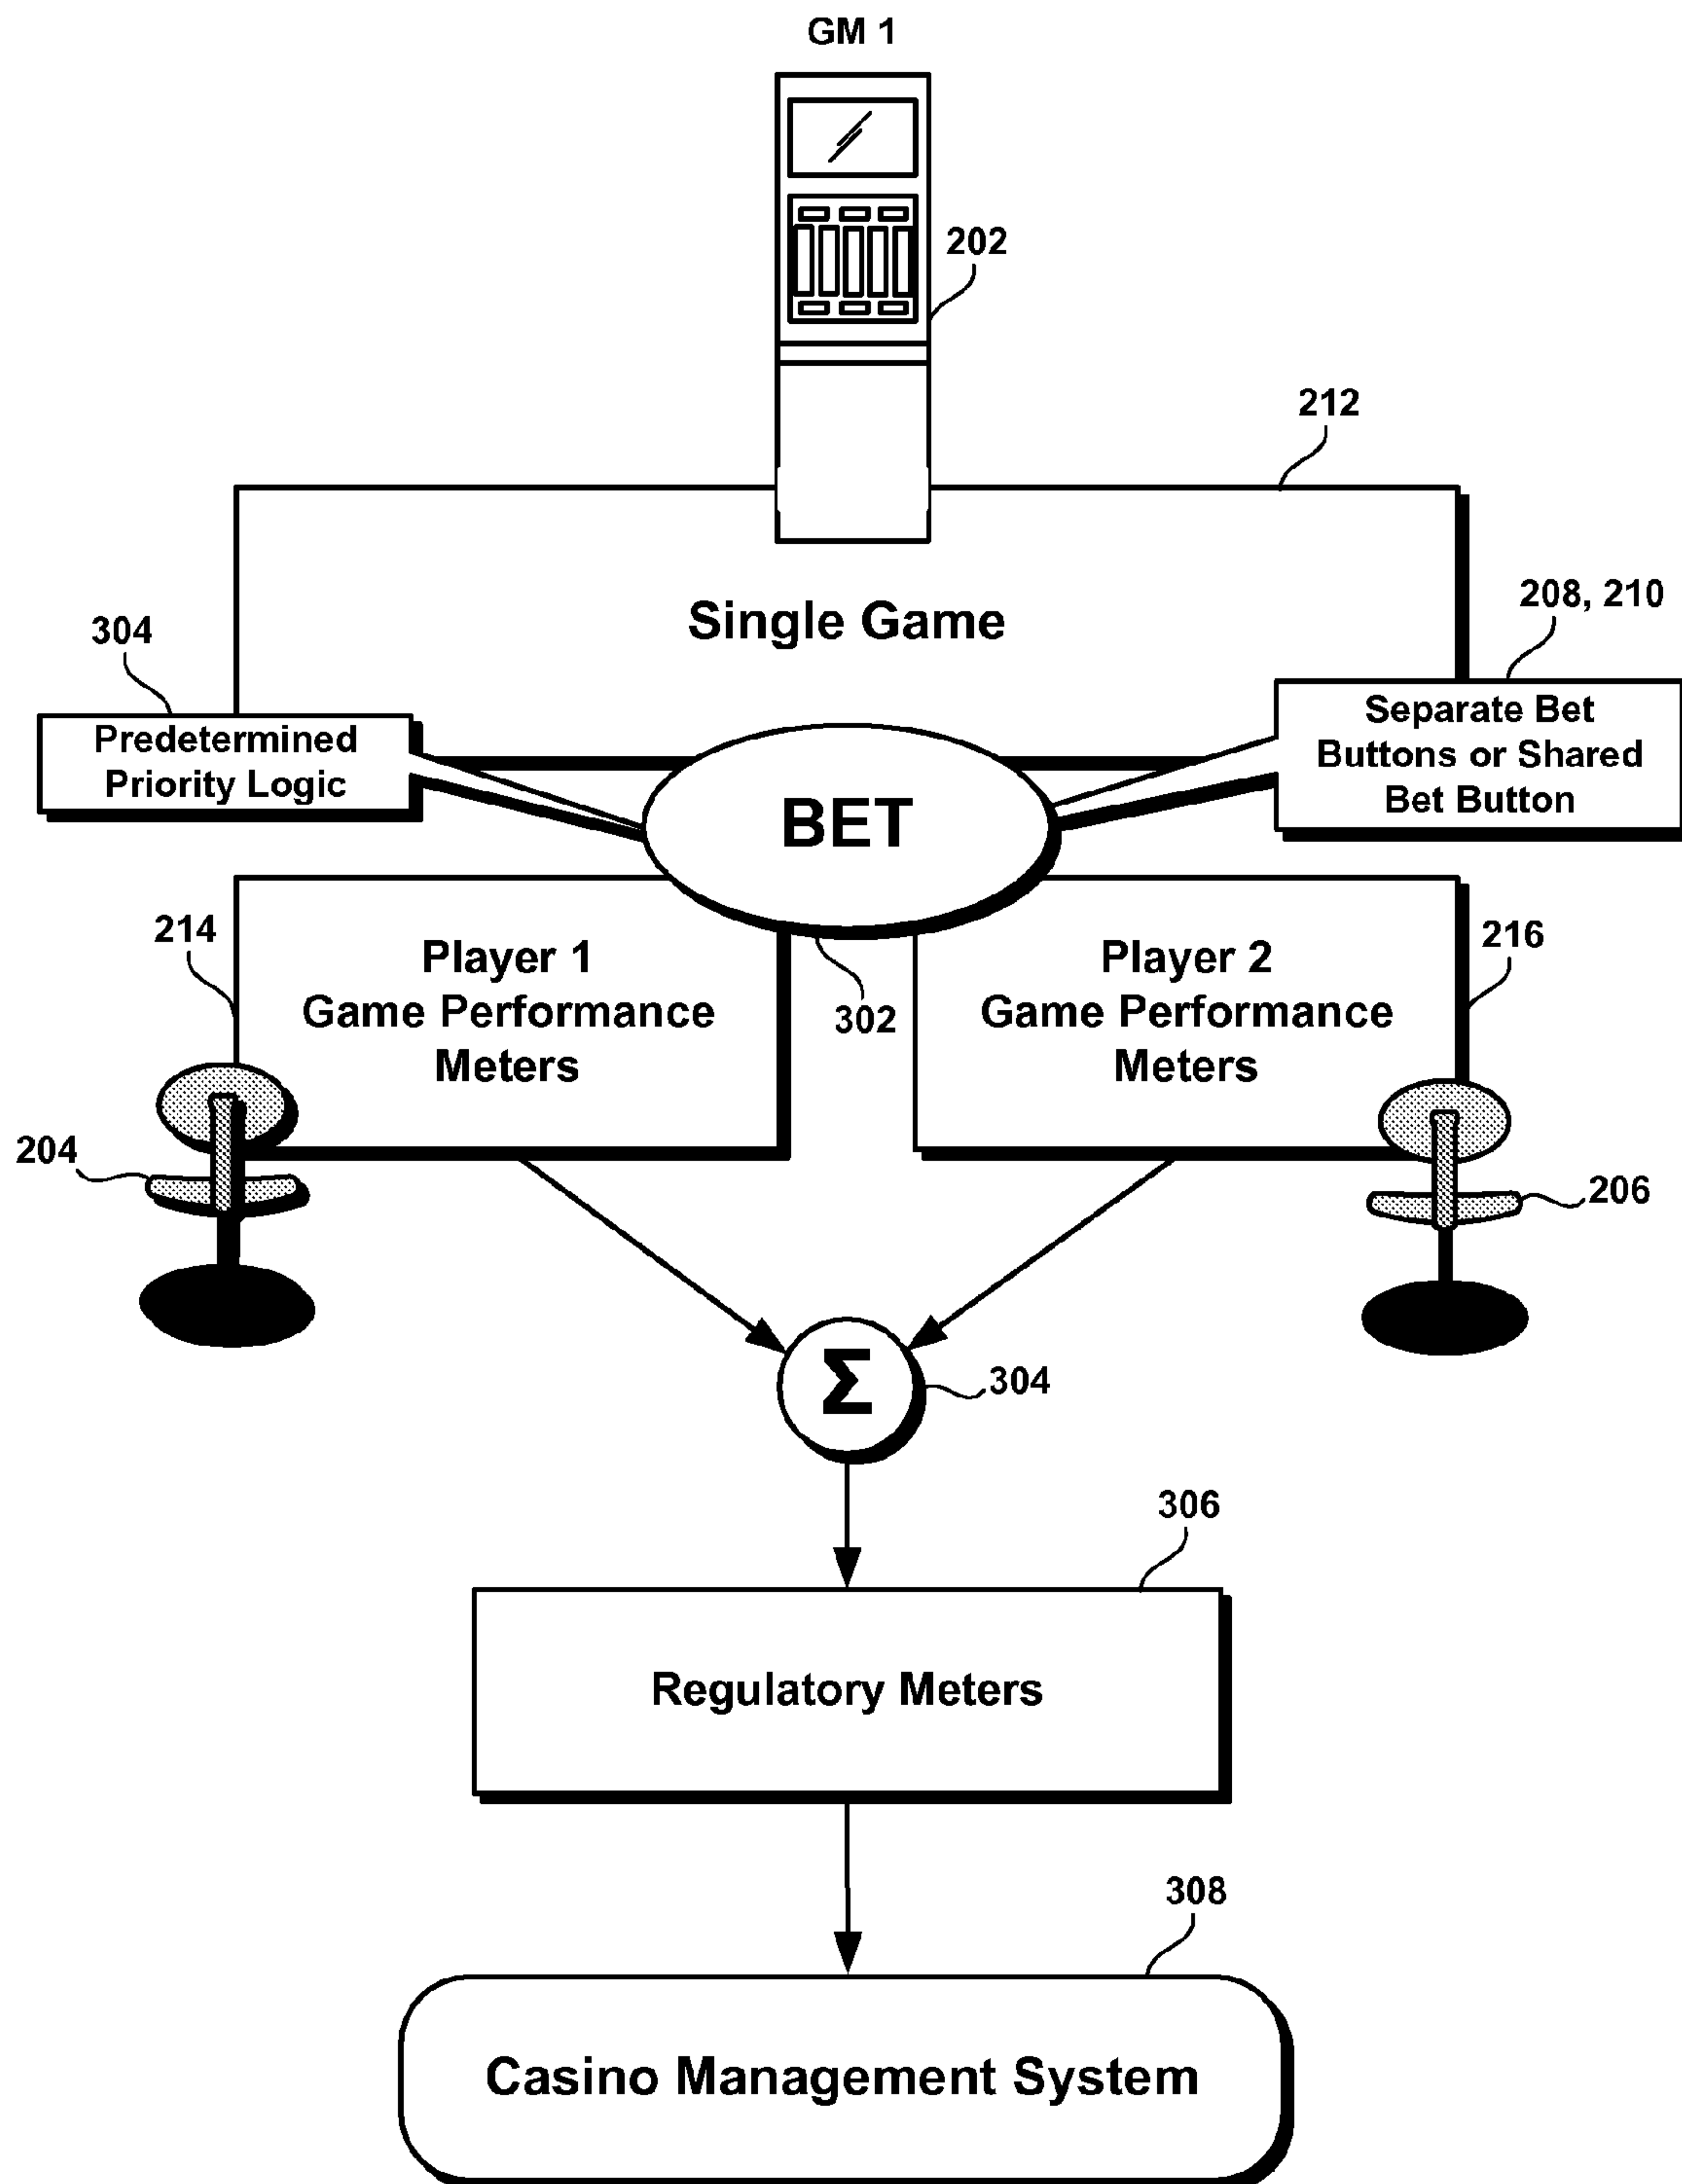 GM 1
202
212
Single Game
208, 210
304
Predetermined
Priority Logic
Separate Bet
Buttons or Shared
Bet Button
BET
214
Player 1
Game Performance
Meters
302
Player 2
Game Performance
Meters
216
204
206
Σ
304
306
Regulatory Meters
308
Casino Management System